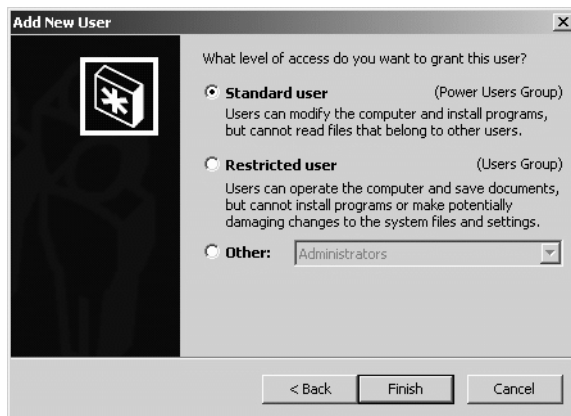 Add New User
What level of access do you want to grant this user?
Standard user (Power Users Group)
Users can modify the computer and install programs,
but cannot read files that belong to other users.
Restricted user (Users Group)
Users can operate the computer and save documents,
but cannot install programs or make potentially
damaging changes to the system files and settings.
Other: Administrators
< Back Finish Cancel